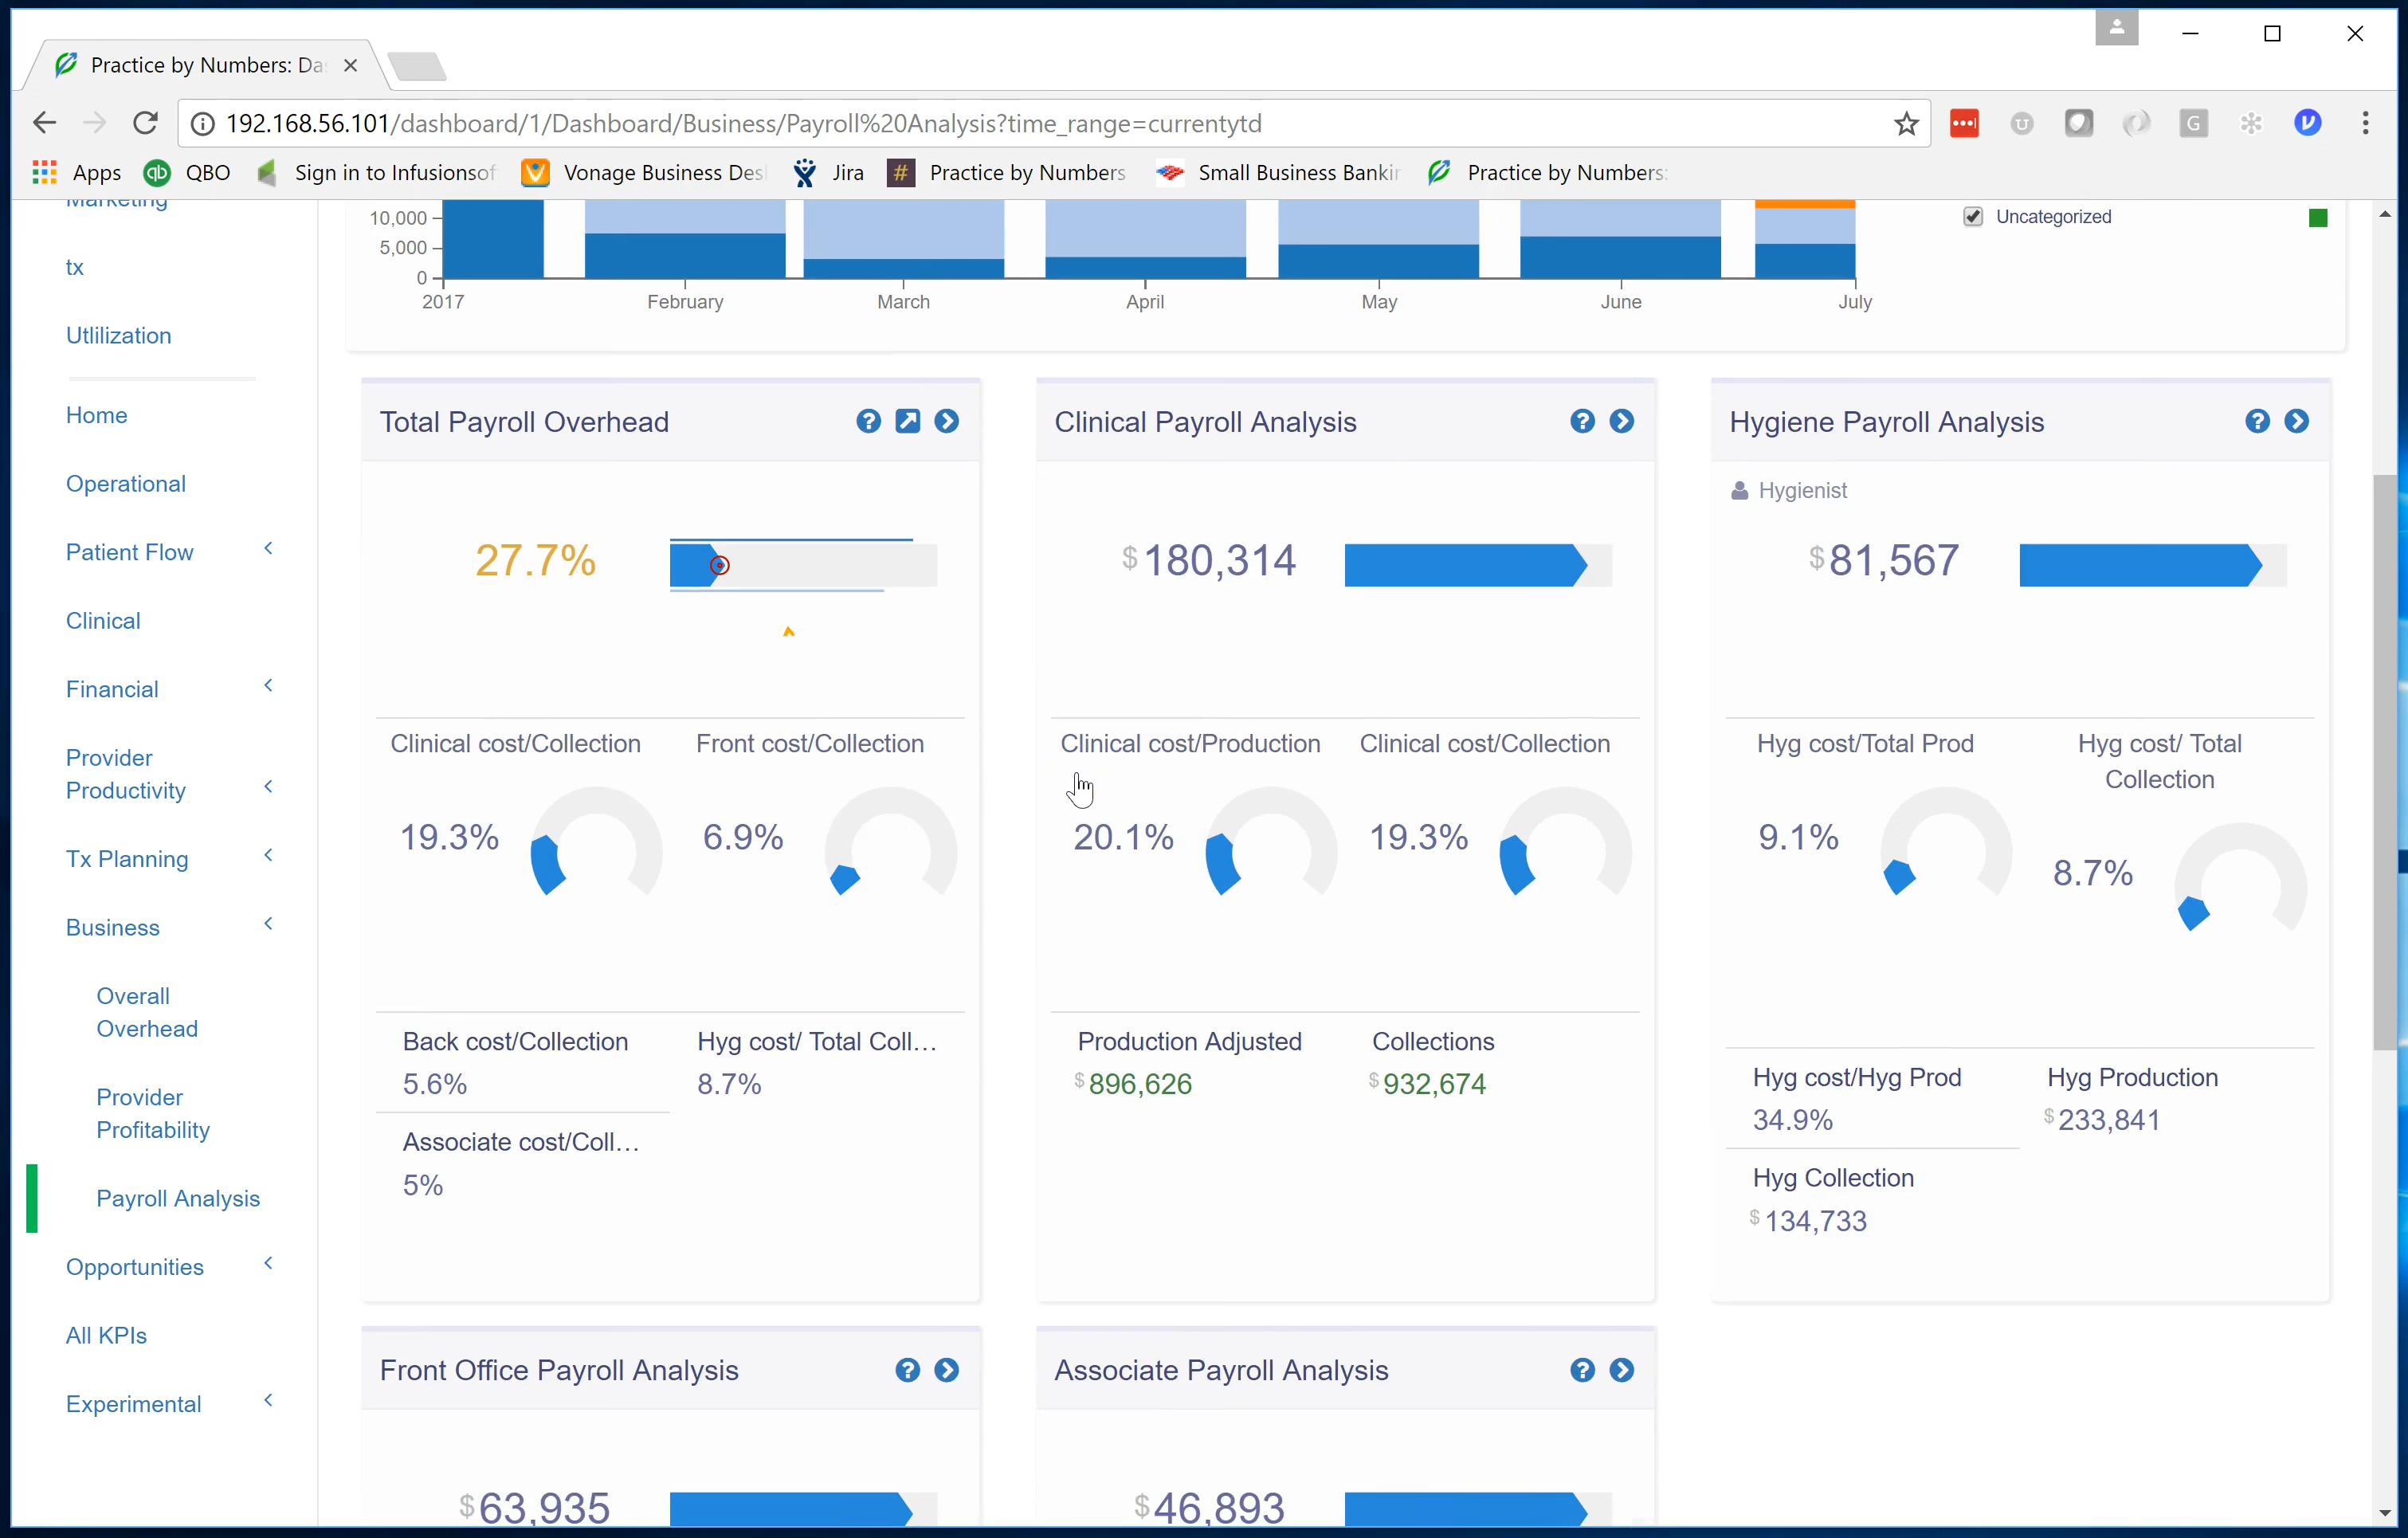 Practice by Numbers: Da
192.168.56.101/dashboard/1/Dashboard/Business/Payroll%20Analysis?time_range=currentytd
Apps
QBO
Sign in to Infusionsof
Vonage Business Des
Jira
Practice by Numbers
Small Business Bankin
Practice by Numbers:
Marketing
tx
Utlilization
Home
Operational
Patient Flow
Clinical
Financial
Provider
Productivity
Tx Planning
Business
Overall
Overhead
Provider
Profitability
Payroll Analysis
Opportunities
All KPIs
Experimental
10,000
5,000
0
2017 February March April May June July
Uncategorized
Total Payroll Overhead
27.7%
Clinical cost/Collection Front cost/Collection
19.3% 6.9%
Back cost/Collection Hyg cost/ Total Coll...
5.6% 8.7%
Associate cost/Coll...
5%
Clinical Payroll Analysis
$180,314
Clinical cost/Production Clinical cost/Collection
20.1% 19.3%
Production Adjusted Collections
$896,626 $932,674
Hygiene Payroll Analysis
Hygienist
$81,567
Hyg cost/Total Prod Hyg cost/ Total
Collection
9.1% 8.7%
Hyg cost/Hyg Prod Hyg Production
34.9% $233,841
Hyg Collection
$134,733
Front Office Payroll Analysis
$63,935
Associate Payroll Analysis
$46,893